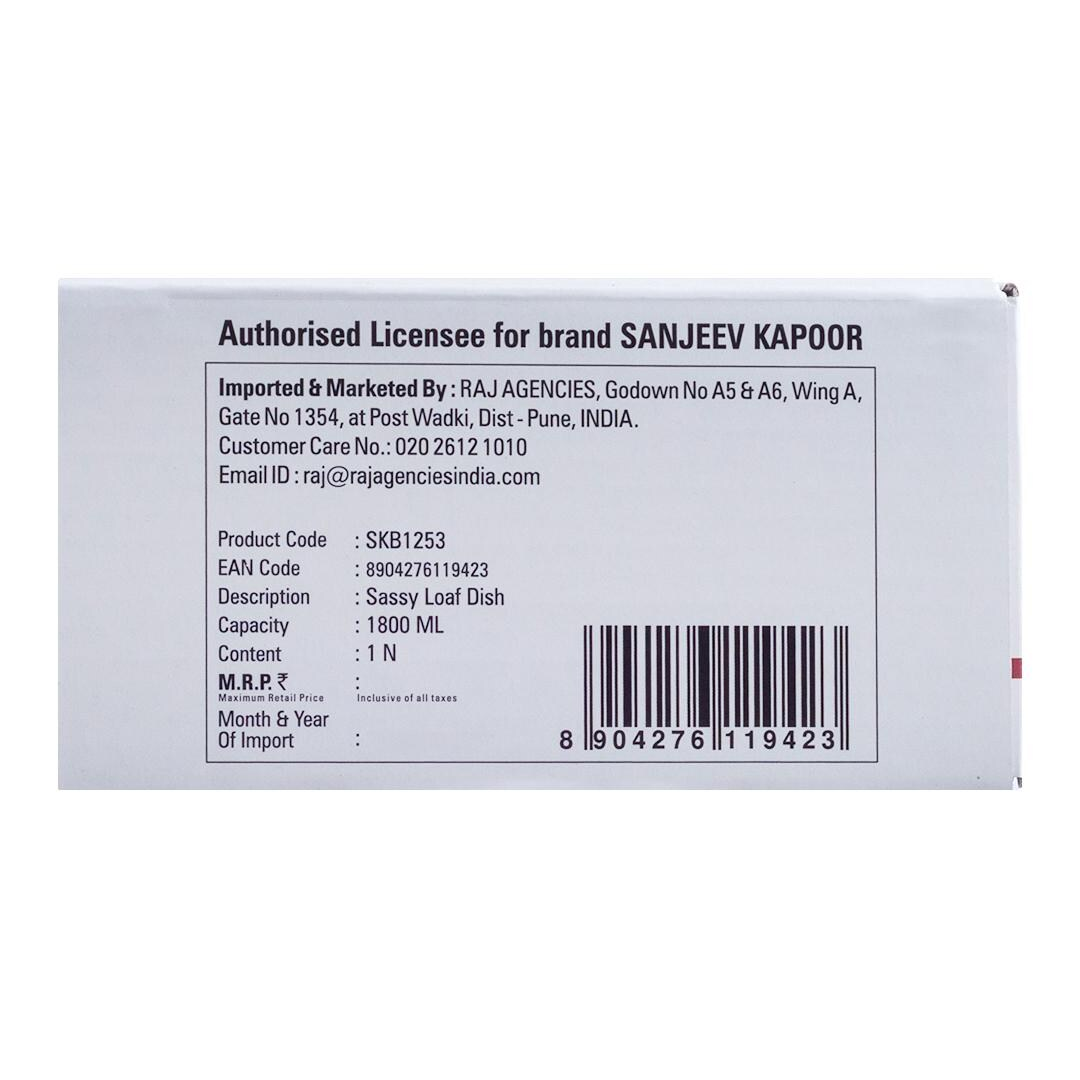 Authorised Licensee for brand SANJEEV KAPOOR
Imported & Marketed By : RAJ AGENCIES, Godown No A5 & A6, Wing A,
Gate No 1354, at Post Wadki, Dist - Pune, INDIA.
Customer Care No.: 020 2612 1010
Email ID : raj@rajagenciesindia.com
Product Code : SKB1253
EAN Code : 8904276119423
Description : Sassy Loaf Dish
Capacity : 1800 ML
Content : 1 N
M.R.P. ₹ :
Maximum Retail Price Inclusive of all taxes
Month & Year
Of Import :
8 904276 119423